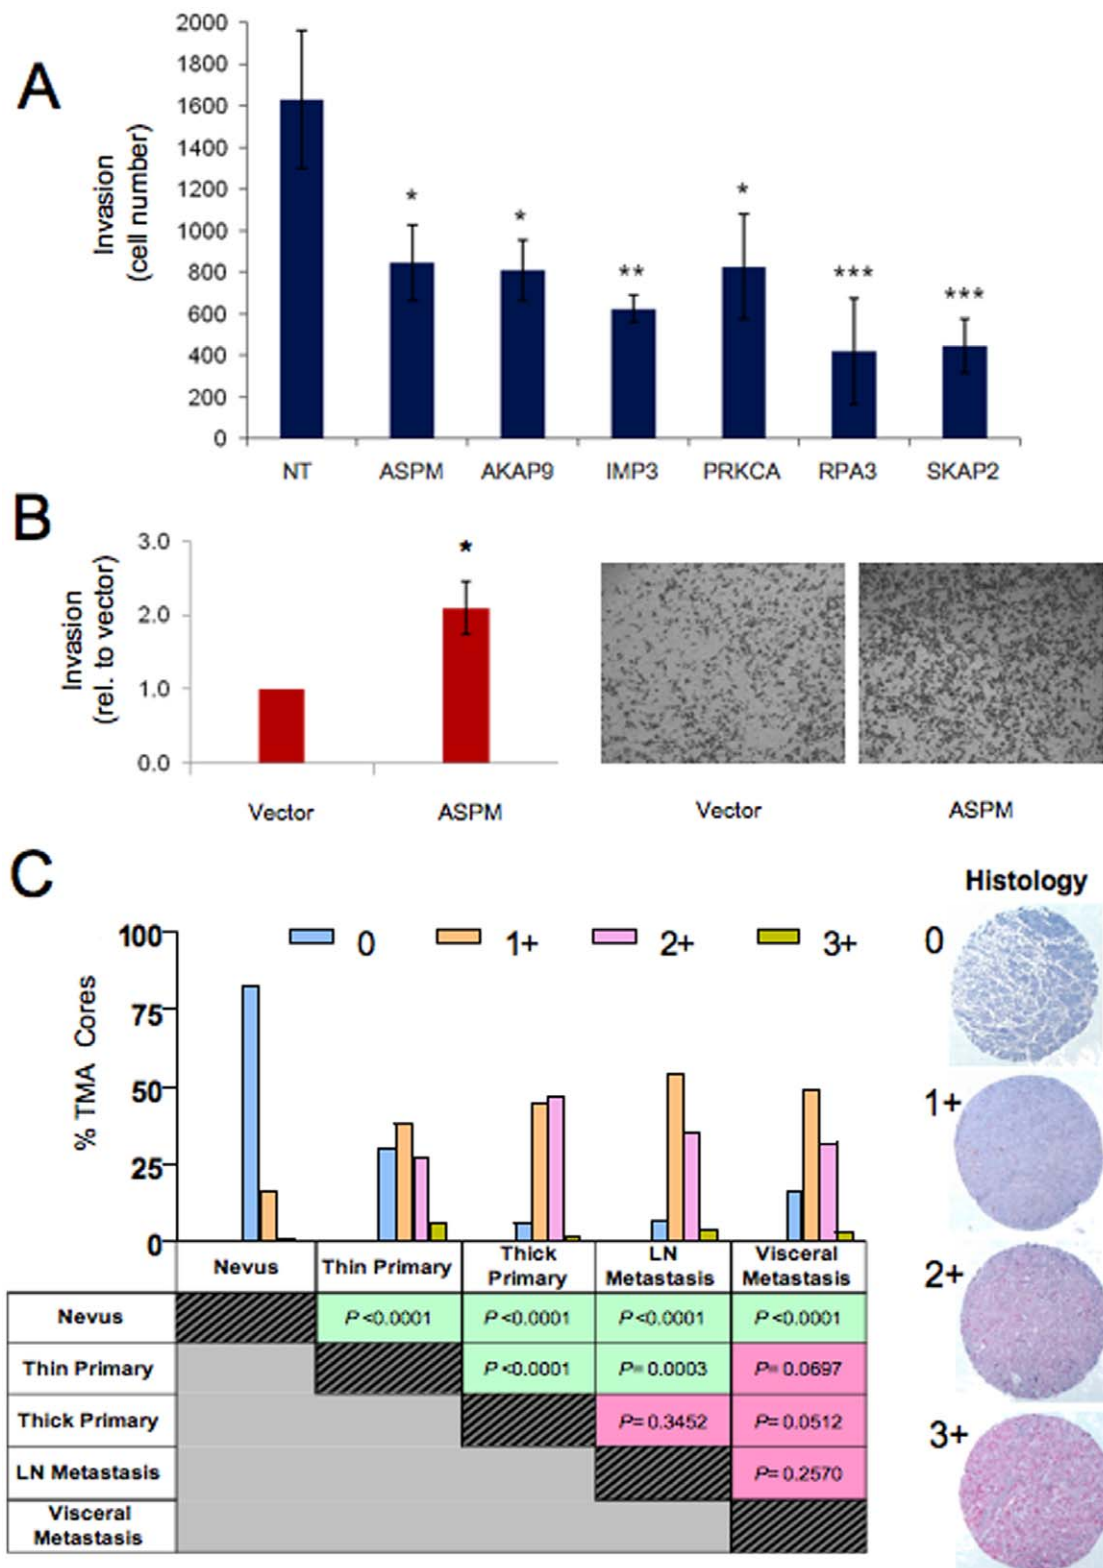 A
Invasion
(cell number)
2000
1800
1600
1400
1200
1000
800
600
400
200
0
*
*
**
*
***
***
NT ASPM AKAP9 IMP3 PRKCA RPA3 SKAP2
B
Invasion
(rel. to vector)
3.0
2.0
1.0
0.0
*
Vector ASPM
Vector ASPM
C
% TMA Cores
100
75
50
25
0
0 1+ 2+ 3+
Histology
0
1+
2+
3+
Nevus Thin Primary Thick Primary LN Metastasis Visceral Metastasis
Nevus P<0.0001 P<0.0001 P<0.0001 P<0.0001
Thin Primary P<0.0001 P=0.0003 P=0.0697
Thick Primary P=0.3452 P=0.0512
LN Metastasis P=0.2570
Visceral
Metastasis